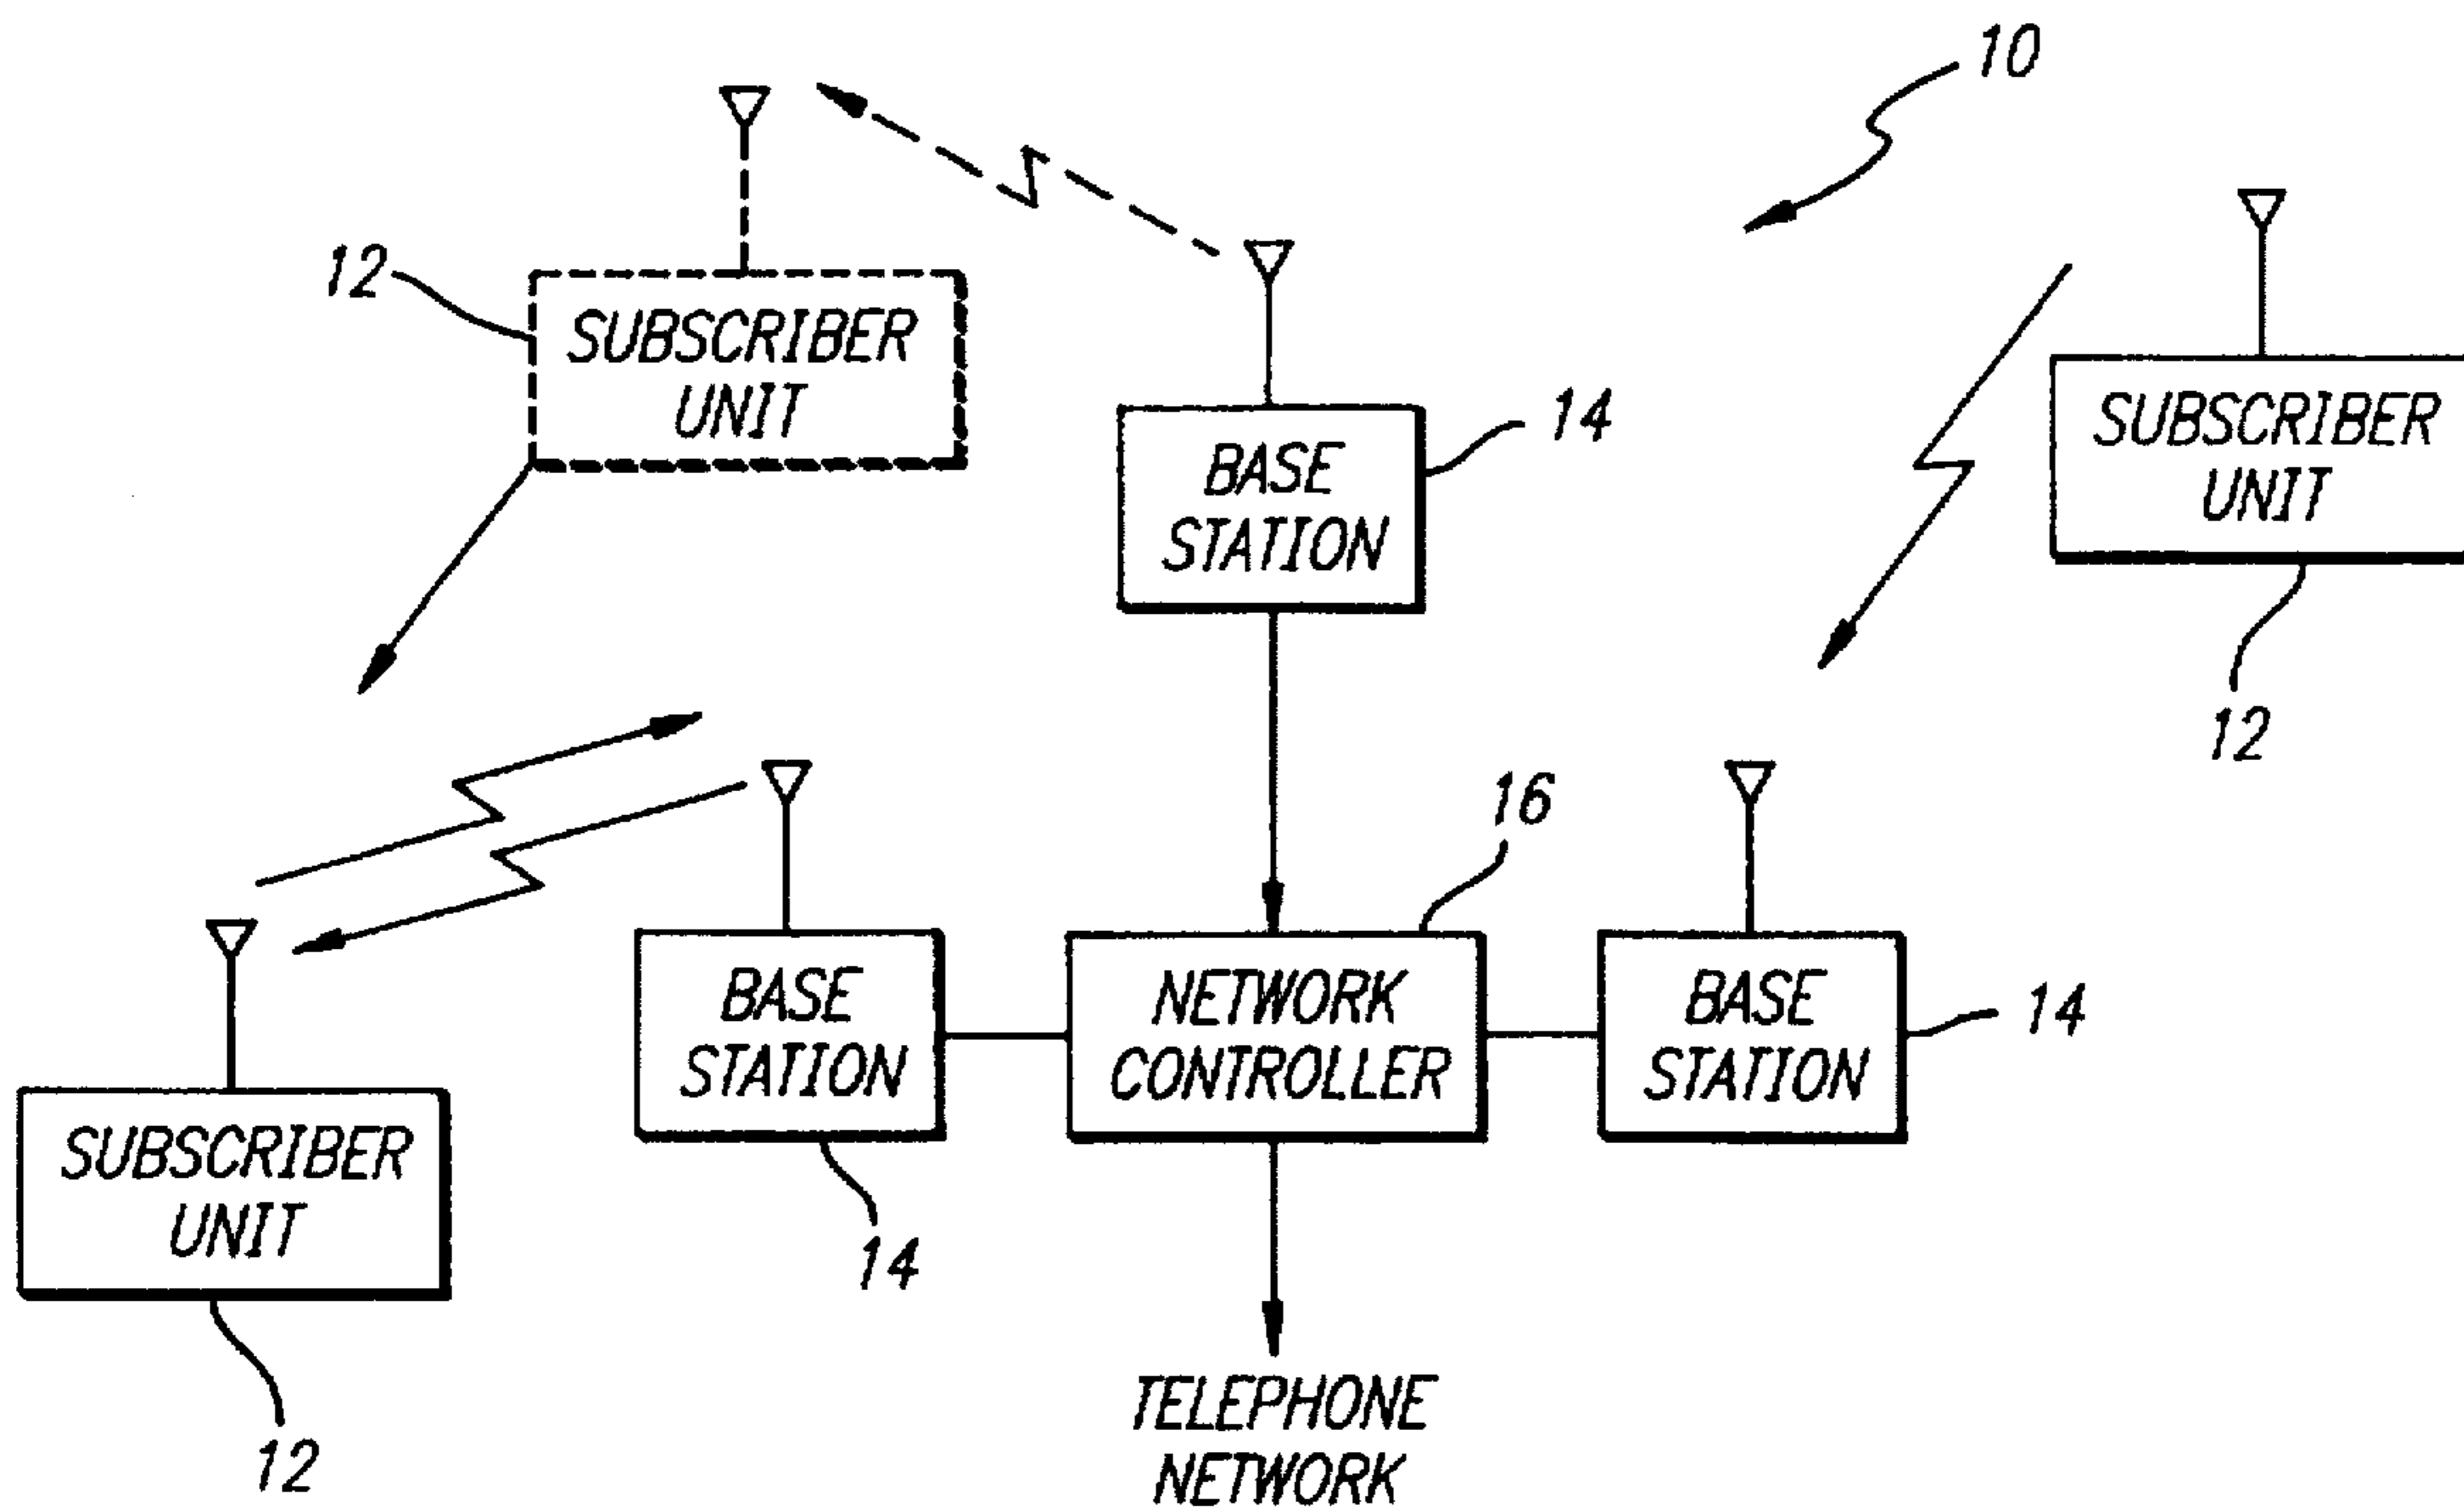 10
12
SUBSCRIBER
UNIT
14
BASE
STATION
SUBSCRIBER
UNIT
12
16
BASE
STATION
NETWORK
CONTROLLER
BASE
STATION
14
SUBSCRIBER
UNIT
14
12
TELEPHONE
NETWORK